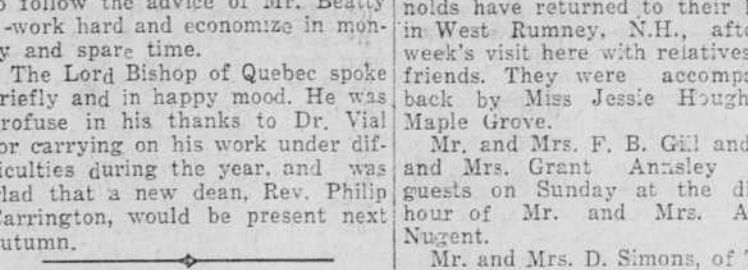 follow the advice of Mr. Beatty
-work hard and economize in mon-
y and spare time.
The Lord Bishop of Quebec spoke
riefly and in happy mood. He was
rofuse in his thanks to Dr. Vial
or carrying on his work under dif-
iculties during the year, and was
lad that a new dean, Rev. Philip
Carrington, would be present next
utumn.
nolds have returned to their
in West Rumney, N.H., afte
week's visit here with relatives
friends. They were accompa
back by Miss Jessie Hough
Maple Grove.
Mr. and Mrs. F. B. Gill and
and Mrs. Grant Annsley
guests on Sunday at the di
hour of Mr. and Mrs. A
Nugent.
Mr. and Mrs. D. Simons, of